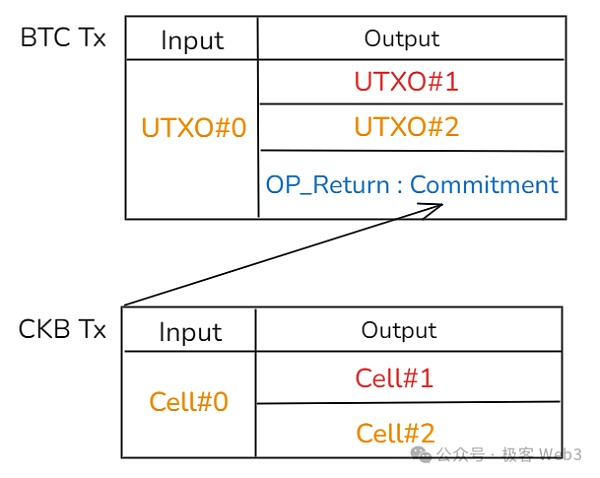 BTC Tx
Input
Output
UTXO#0
UTXO#1
UTXO#2
OP_Return : Commitment
CKB Tx
Input
Output
Cell#0
Cell#1
Cell#2
公众号 · 极客 Web3